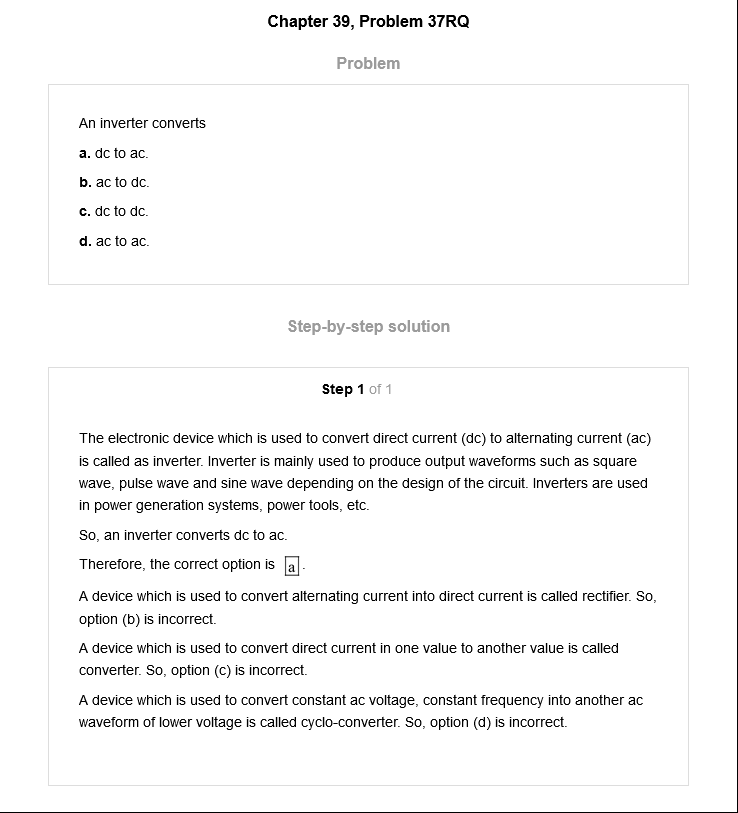 Chapter 39, Problem 37RQ
Problem
An inverter converts
a. dc to ac.
b. ac to dc.
c. dc to dc.
d. ac to ac.
Step-by-step solution
Step 1 of 1
The electronic device which is used to convert direct current (dc) to alternating current (ac)
is called as inverter. Inverter is mainly used to produce output waveforms such as square
wave, pulse wave and sine wave depending on the design of the circuit. Inverters are used
in power generation systems, power tools, etc.
So, an inverter converts dc to ac.
Therefore, the correct option is a.
A device which is used to convert alternating current into direct current is called rectifier. So,
option (b) is incorrect.
A device which is used to convert direct current in one value to another value is called
converter. So, option (c) is incorrect.
A device which is used to convert constant ac voltage, constant frequency into another ac
waveform of lower voltage is called cyclo-converter. So, option (d) is incorrect.